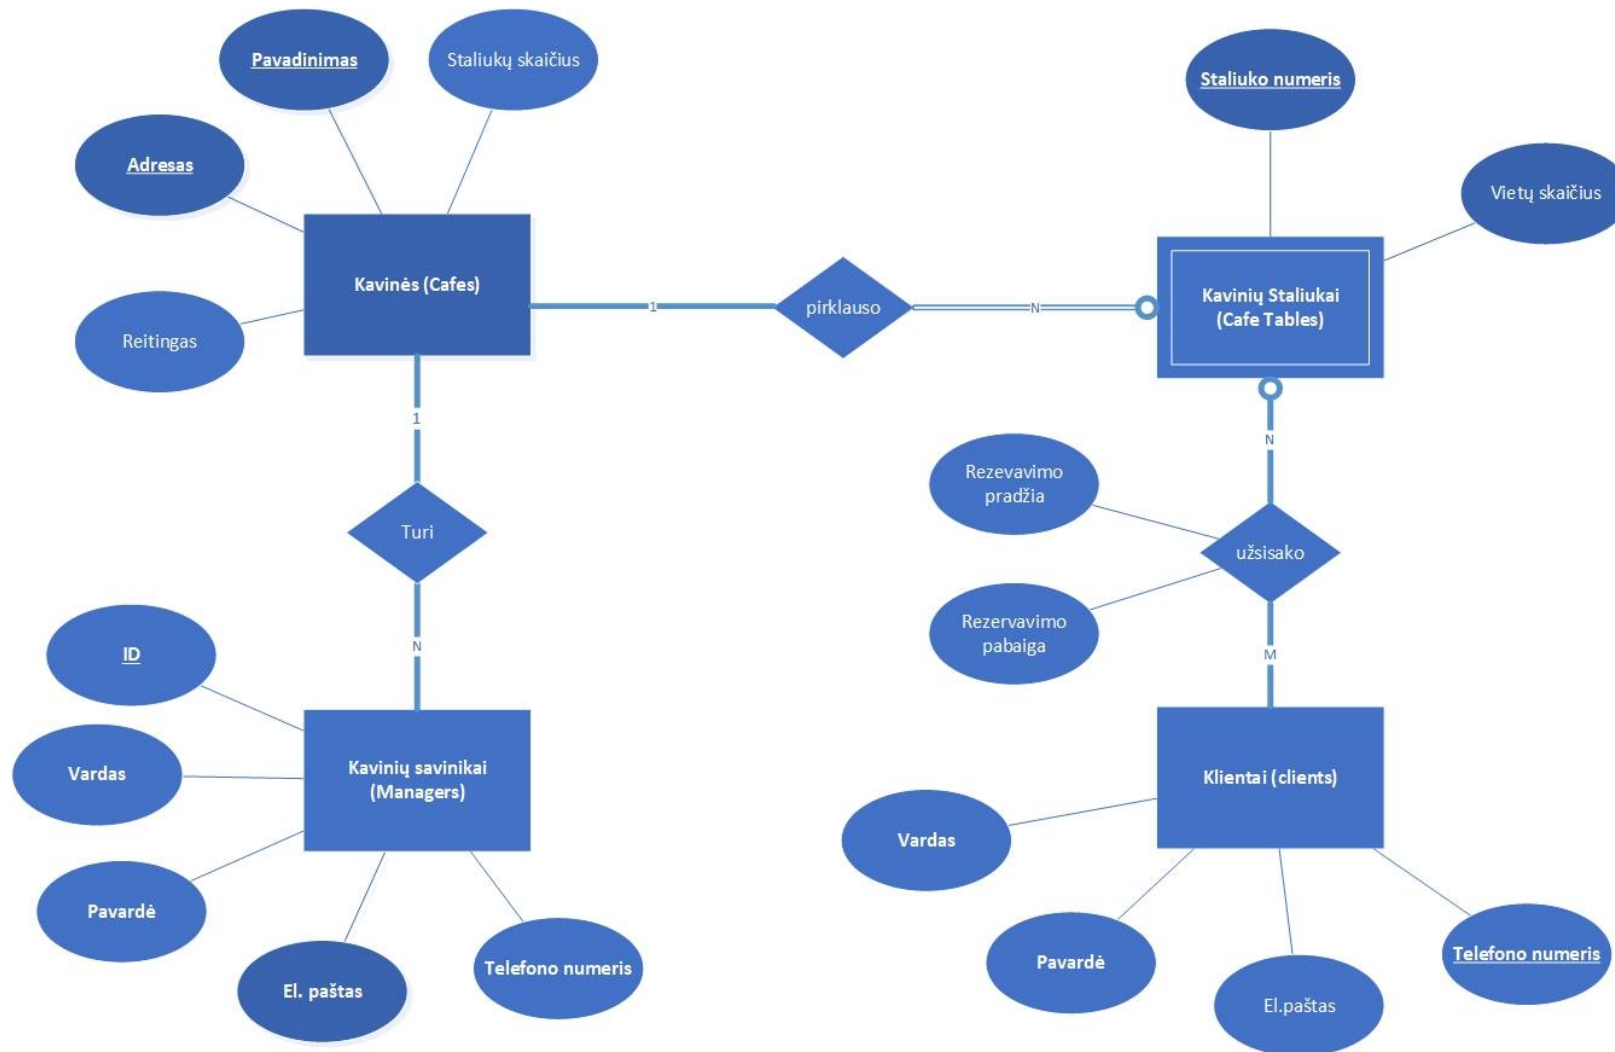 Pavadinimas
Staliukų skaičius
Staliuko numeris
Adresas
Vietų skaičius
Kavinės (Cafes)
1
pirklauso
N
Kavinių Staliukai
(Cafe Tables)
Reitingas
1
N
Rezevavimo
pradžia
Turi
užsisako
Rezervavimo
pabaiga
N
M
ID
Vardas
Kavinių savinikai
(Managers)
Klientai (clients)
Vardas
Pavardė
El. paštas
Telefono numeris
Pavardė
El.paštas
Telefono numeris